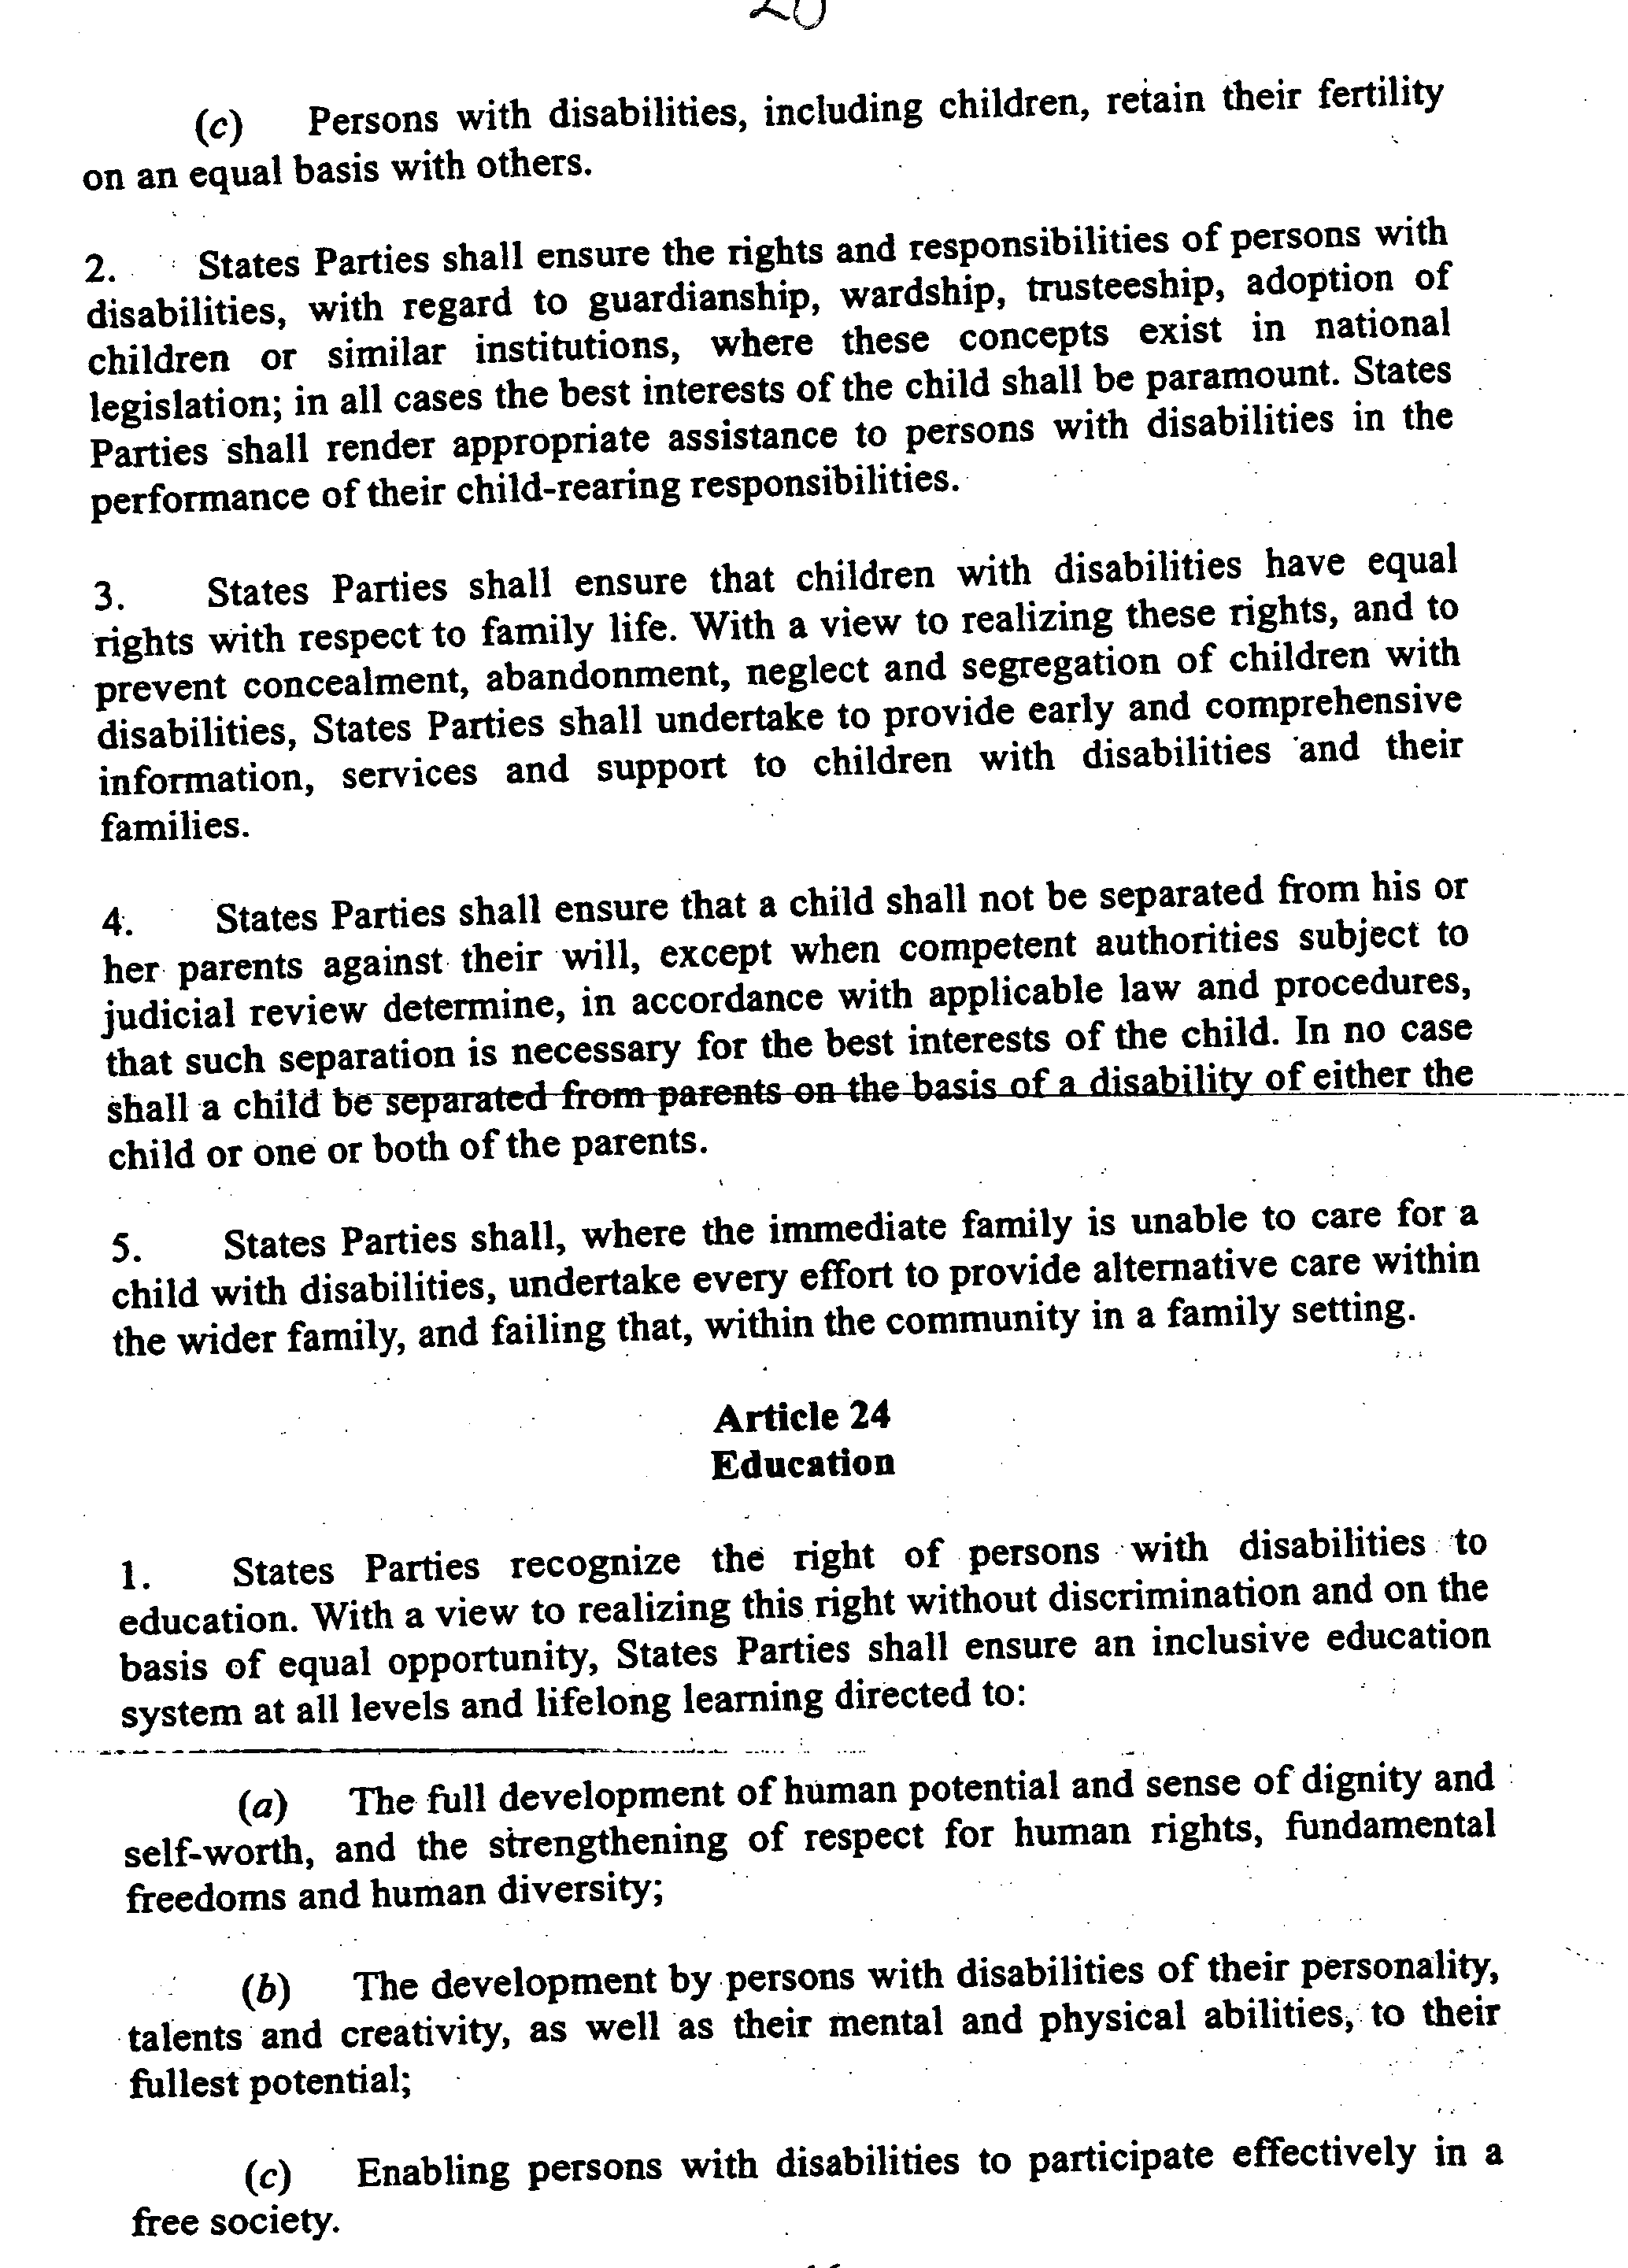 20
(c) Persons with disabilities, including children, retain their fertility
on an equal basis with others.
2. States Parties shall ensure the rights and responsibilities of persons with
disabilities, with regard to guardianship, wardship, trusteeship, adoption of
children or similar institutions, where these concepts exist in national
legislation; in all cases the best interests of the child shall be paramount. States
Parties shall render appropriate assistance to persons with disabilities in the
performance of their child-rearing responsibilities.
3. States Parties shall ensure that children with disabilities have equal
rights with respect to family life. With a view to realizing these rights, and to
prevent concealment, abandonment, neglect and segregation of children with
disabilities, States Parties shall undertake to provide early and comprehensive
information, services and support to children with disabilities and their
families.
4. States Parties shall ensure that a child shall not be separated from his or
her parents against their will, except when competent authorities subject to
judicial review determine, in accordance with applicable law and procedures,
that such separation is necessary for the best interests of the child. In no case
shall a child be separated from parents on the basis of a disability of either the
child or one or both of the parents.
5. States Parties shall, where the immediate family is unable to care for a
child with disabilities, undertake every effort to provide alternative care within
the wider family, and failing that, within the community in a family setting.
Article 24
Education
1. States Parties recognize the right of persons with disabilities to
education. With a view to realizing this right without discrimination and on the
basis of equal opportunity, States Parties shall ensure an inclusive education
system at all levels and lifelong learning directed to:
(a) The full development of human potential and sense of dignity and
self-worth, and the strengthening of respect for human rights, fundamental
freedoms and human diversity;
(b) The development by persons with disabilities of their personality,
talents and creativity, as well as their mental and physical abilities, to their
fullest potential;
(c) Enabling persons with disabilities to participate effectively in a
free society.